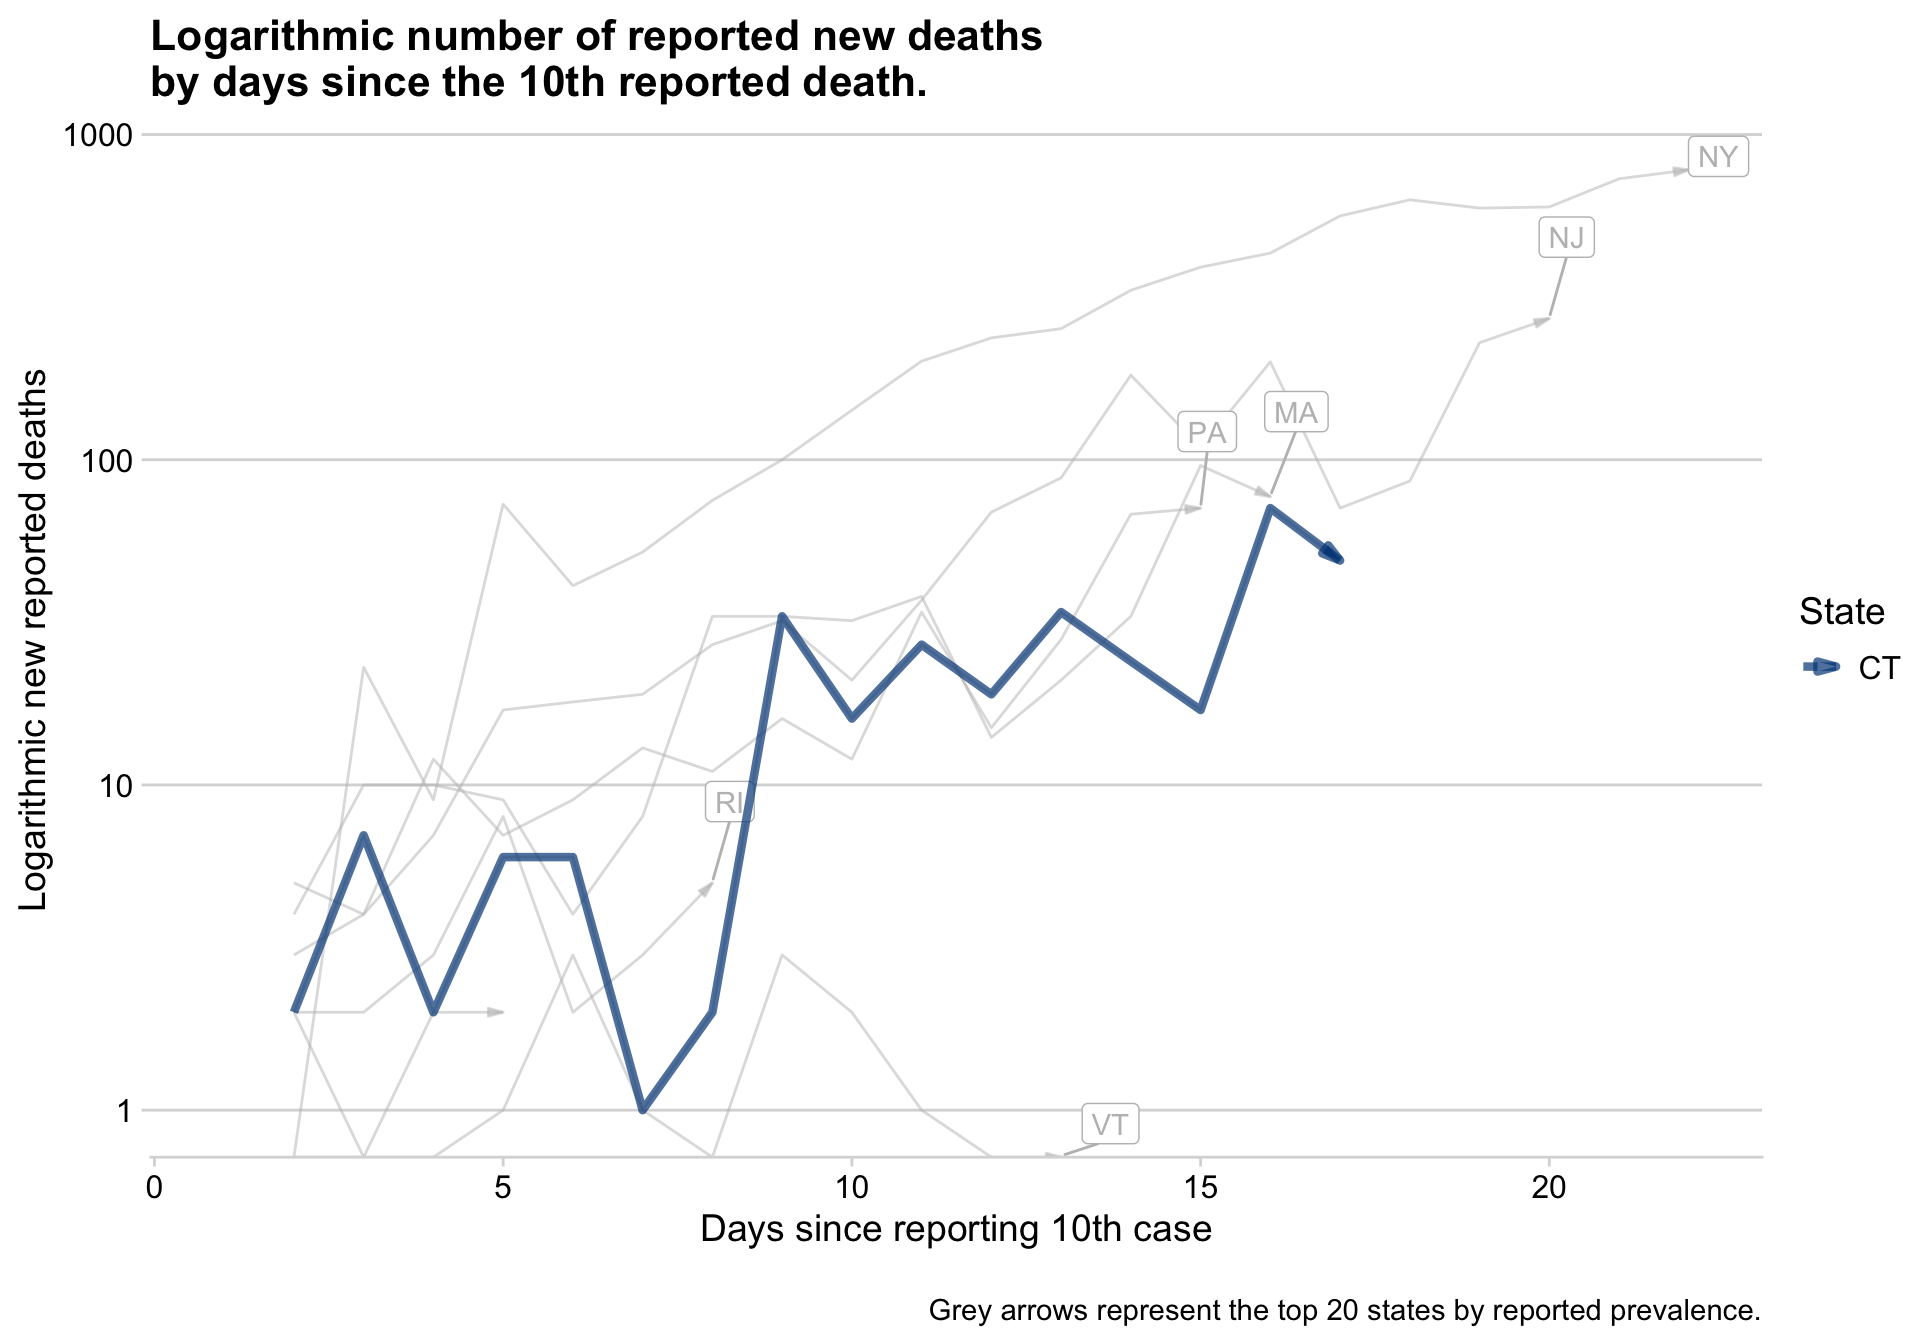 Logarithmic number of reported new deaths
by days since the 10th reported death.
1000
NY
NJ
MA
PA
100
Logarithmic new reported deaths
State
CT
10
RI
1
VT
0 5 10 15 20
Days since reporting 10th case
Grey arrows represent the top 20 states by reported prevalence.